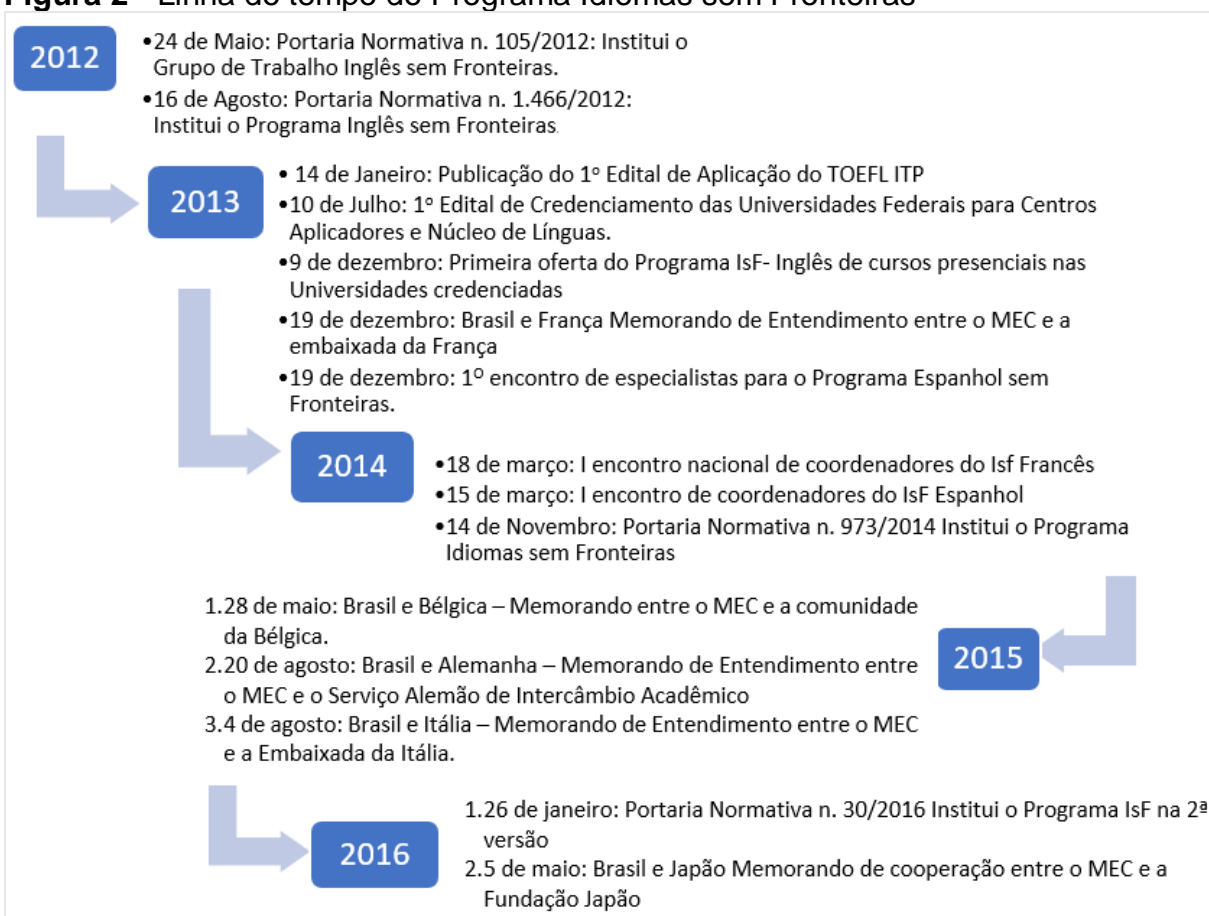 Figura 2 - Linha do tempo do Programa Idiomas sem Fronteiras
2012
•24 de Maio: Portaria Normativa n. 105/2012: Institui o
Grupo de Trabalho Inglês sem Fronteiras.
•16 de Agosto: Portaria Normativa n. 1.466/2012:
Institui o Programa Inglês sem Fronteiras.
2013
• 14 de Janeiro: Publicação do 1º Edital de Aplicação do TOEFL ITP
•10 de Julho: 1º Edital de Credenciamento das Universidades Federais para Centros
Aplicadores e Núcleo de Línguas.
•9 de dezembro: Primeira oferta do Programa IsF- Inglês de cursos presenciais nas
Universidades credenciadas
•19 de dezembro: Brasil e França Memorando de Entendimento entre o MEC e a
embaixada da França
•19 de dezembro: 1º encontro de especialistas para o Programa Espanhol sem
Fronteiras.
2014
•18 de março: I encontro nacional de coordenadores do Isf Francês
•15 de março: I encontro de coordenadores do IsF Espanhol
•14 de Novembro: Portaria Normativa n. 973/2014 Institui o Programa
Idiomas sem Fronteiras
2015
1.28 de maio: Brasil e Bélgica – Memorando entre o MEC e a comunidade
da Bélgica.
2.20 de agosto: Brasil e Alemanha – Memorando de Entendimento entre
o MEC e o Serviço Alemão de Intercâmbio Acadêmico
3.4 de agosto: Brasil e Itália – Memorando de Entendimento entre o MEC
e a Embaixada da Itália.
2016
1.26 de janeiro: Portaria Normativa n. 30/2016 Institui o Programa IsF na 2ª
versão
2.5 de maio: Brasil e Japão Memorando de cooperação entre o MEC e a
Fundação Japão